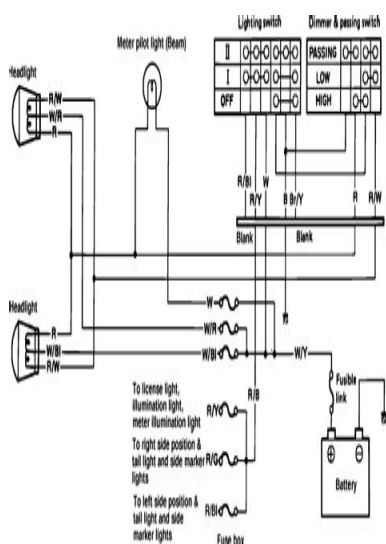 Lighting switch
Dimmer & passing switch
Meter pilot light (Beam)
II
I
OFF
PASSING
LOW
HIGH
Headlight
R/W
W/R
R
R/Bl
R/Y
W
B
Br/Y
R
R/W
Blank
Blank
Headlight
R
W/Bl
R/W
W
W/R
W/Bl
W/Y
Fusible
link
R/B
To license light,
illumination light,
meter illumination light
R/Y
To right side position &
tail light and side marker
lights
R/G
To left side position &
tail light and side
marker lights
R/Bl
Fuse box
Battery